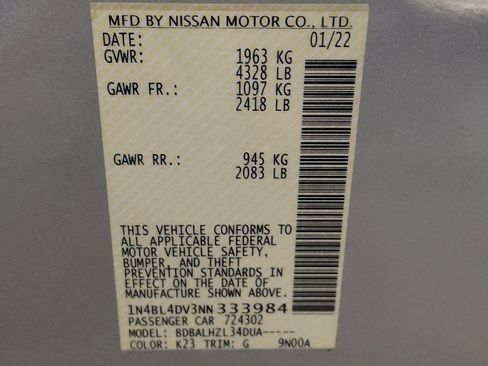 MFD BY NISSAN MOTOR CO., LTD.
DATE: 01/22
GVWR: 1963 KG
4328 LB
GAWR FR.: 1097 KG
2418 LB
GAWR RR.: 945 KG
2083 LB
THIS VEHICLE CONFORMS TO
ALL APPLICABLE FEDERAL
MOTOR VEHICLE SAFETY,
BUMPER, AND THEFT
PREVENTION STANDARDS IN
EFFECT ON THE DATE OF
MANUFACTURE SHOWN ABOVE.
1N4BL4DV3NN 333984
PASSENGER CAR 724302
MODEL: BDBALHZL34DUA-----
COLOR: K23 TRIM: G 9N00A